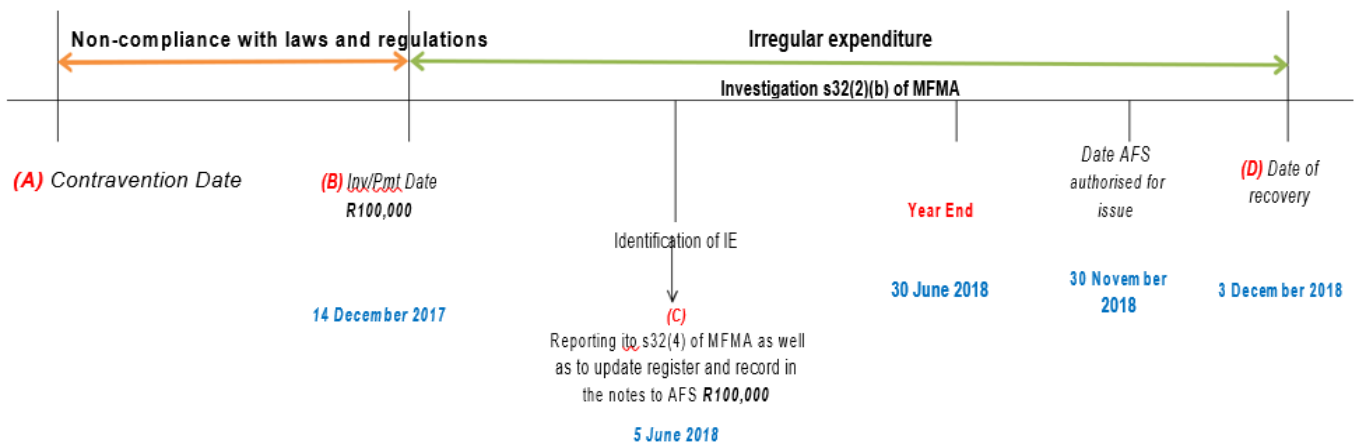 Non-compliance with laws and regulations
Irregular expenditure
Investigation s32(2)(b) of MFMA
(A) Contravention Date
(B) Inv/Pmt Date
R100,000
14 December 2017
Identification of IE
(C)
Reporting ito s32(4) of MFMA as well
as to update register and record in
the notes to AFS R100,000
5 June 2018
Year End
30 June 2018
Date AFS
authorised for
issue
30 November
2018
(D) Date of
recovery
3 December 2018